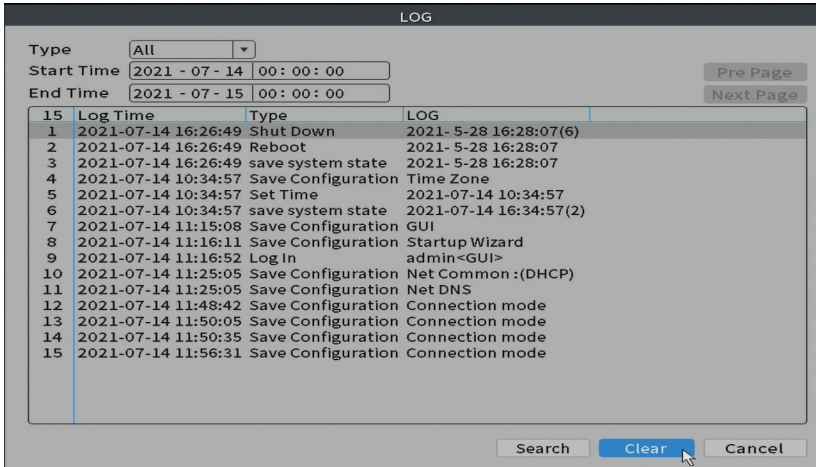 LOG
Type All
Start Time 2021 - 07 - 14 00 : 00 : 00 Pre Page
End Time 2021 - 07 - 15 00 : 00 : 00 Next Page
15 Log Time Type LOG
1 2021-07-14 16:26:49 Shut Down 2021- 5-28 16:28:07(6)
2 2021-07-14 16:26:49 Reboot 2021- 5-28 16:28:07
3 2021-07-14 16:26:49 save system state 2021- 5-28 16:28:07
4 2021-07-14 10:34:57 Save Configuration Time Zone
5 2021-07-14 10:34:57 Set Time 2021-07-14 10:34:57
6 2021-07-14 10:34:57 save system state 2021-07-14 16:34:57(2)
7 2021-07-14 11:15:08 Save Configuration GUI
8 2021-07-14 11:16:11 Save Configuration Startup Wizard
9 2021-07-14 11:16:52 Log In admin<GUI>
10 2021-07-14 11:25:05 Save Configuration Net Common :(DHCP)
11 2021-07-14 11:25:05 Save Configuration Net DNS
12 2021-07-14 11:48:42 Save Configuration Connection mode
13 2021-07-14 11:50:05 Save Configuration Connection mode
14 2021-07-14 11:50:35 Save Configuration Connection mode
15 2021-07-14 11:56:31 Save Configuration Connection mode
Search Clear Cancel